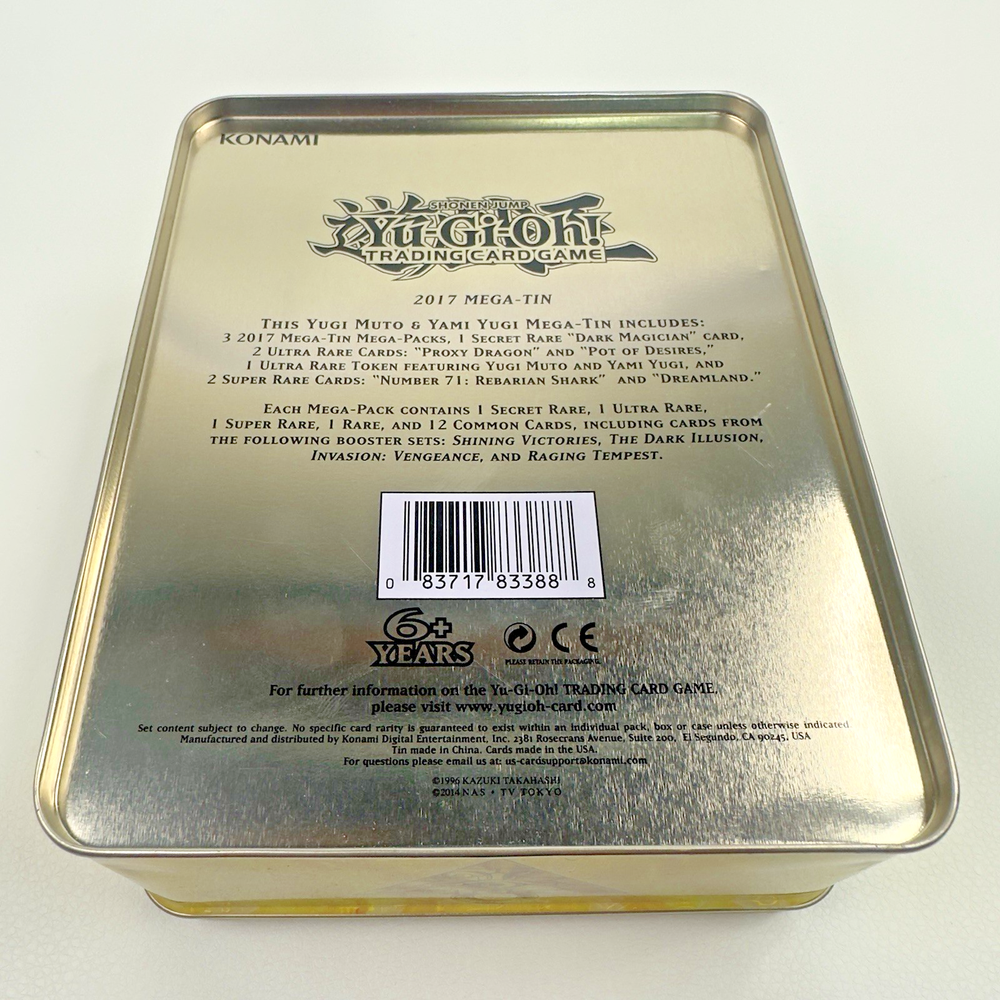 KONAMI
SHONEN JUMP
Yu-Gi-Oh!
TRADING CARD GAME
2017 MEGA-TIN
THIS YUGI MUTO & YAMI YUGI MEGA-TIN INCLUDES:
3 2017 MEGA-TIN MEGA-PACKS, 1 SECRET RARE "DARK MAGICIAN" CARD,
2 ULTRA RARE CARDS: "PROXY DRAGON" AND "POT OF DESIRES,"
1 ULTRA RARE TOKEN FEATURING YUGI MUTO AND YAMI YUGI, AND
2 SUPER RARE CARDS: "NUMBER 71: REBARIAN SHARK" AND "DREAMLAND."
EACH MEGA-PACK CONTAINS 1 SECRET RARE, 1 ULTRA RARE,
1 SUPER RARE, 1 RARE, AND 12 COMMON CARDS, INCLUDING CARDS FROM
THE FOLLOWING BOOSTER SETS: SHINING VICTORIES, THE DARK ILLUSION,
INVASION: VENGEANCE, AND RAGING TEMPEST.
0 83717 83388 8
6+
YEARS
CE
PLEASE RETAIN THE PACKAGING.
For further information on the Yu-Gi-Oh! TRADING CARD GAME,
please visit www.yugioh-card.com
Set content subject to change. No specific card rarity is guaranteed to exist within an individual pack, box or case unless otherwise indicated
Manufactured and distributed by Konami Digital Entertainment, Inc. 2381 Rosecrans Avenue, Suite 200, El Segundo, CA 90245, USA
Tin made in China. Cards made in the USA.
For questions please email us at: us-cardsupport@konami.com
©1996 KAZUKI TAKAHASHI
©2014 NAS • TV TOKYO